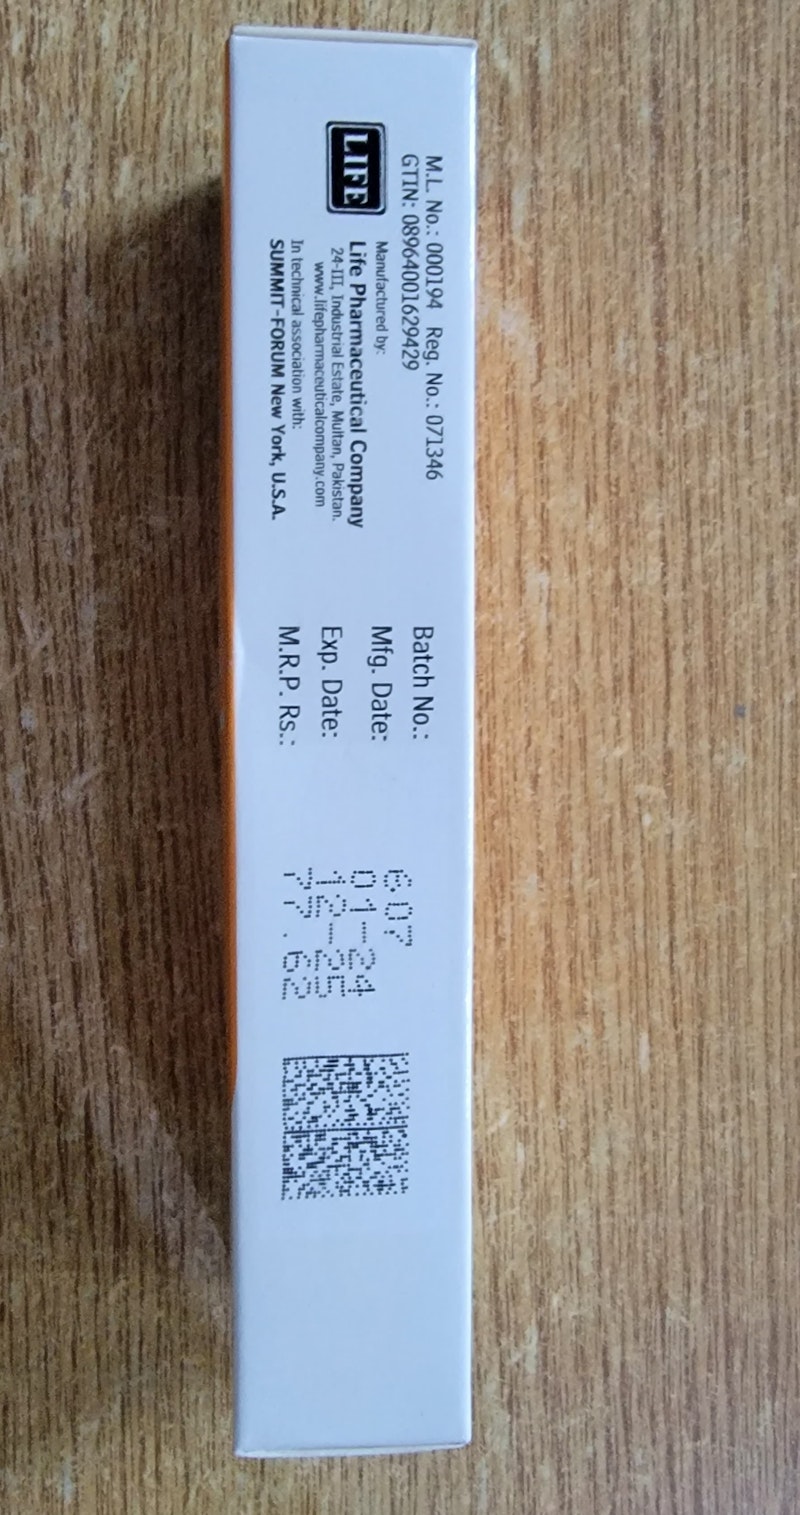 M.L. No.: 000194 Reg. No.: 071346
GTIN: 08964001629429
LIFE
Manufactured by:
Life Pharmaceutical Company
24-III, Industrial Estate, Multan, Pakistan.
www.lifepharmaceuticalcompany.com
In technical association with:
SUMMIT-FORUM New York, U.S.A.
Batch No.: 607
Mfg. Date: 01-24
Exp. Date: 12-25
M.R.P. Rs.: 77.62